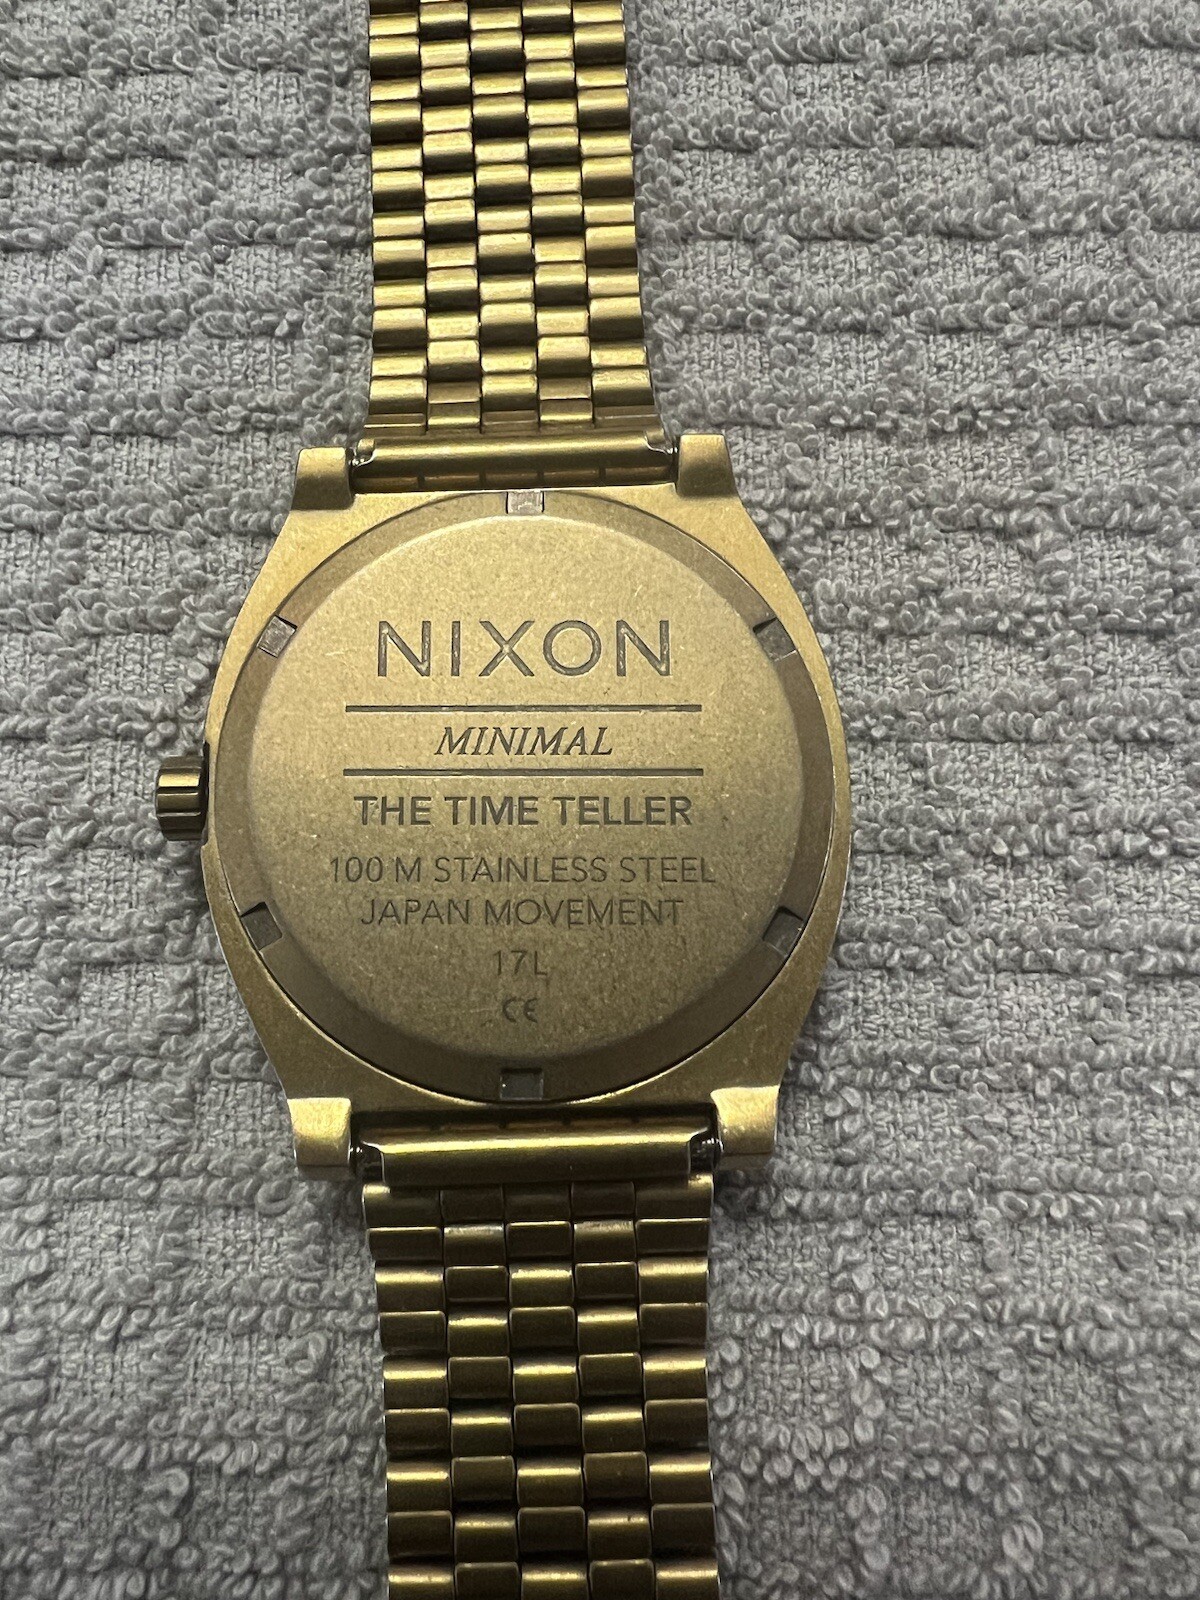 NIXON
MINIMAL
THE TIME TELLER
100 M STAINLESS STEEL
JAPAN MOVEMENT
17L
CE